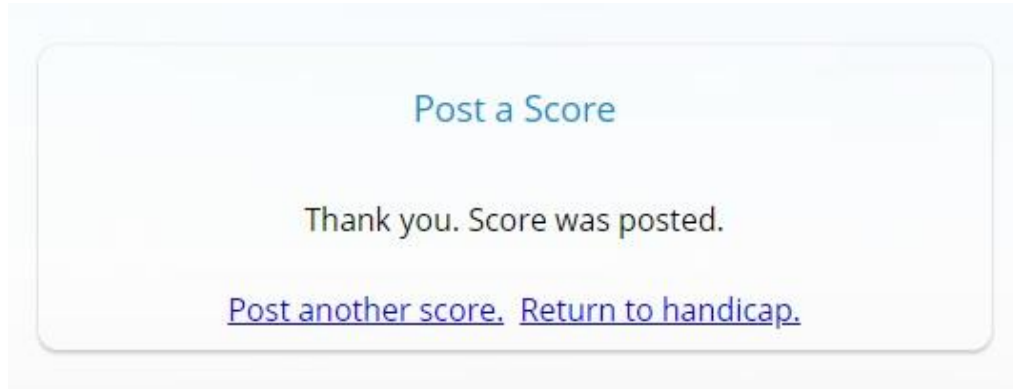 Post a Score
Thank you. Score was posted.
Post another score. Return to handicap.